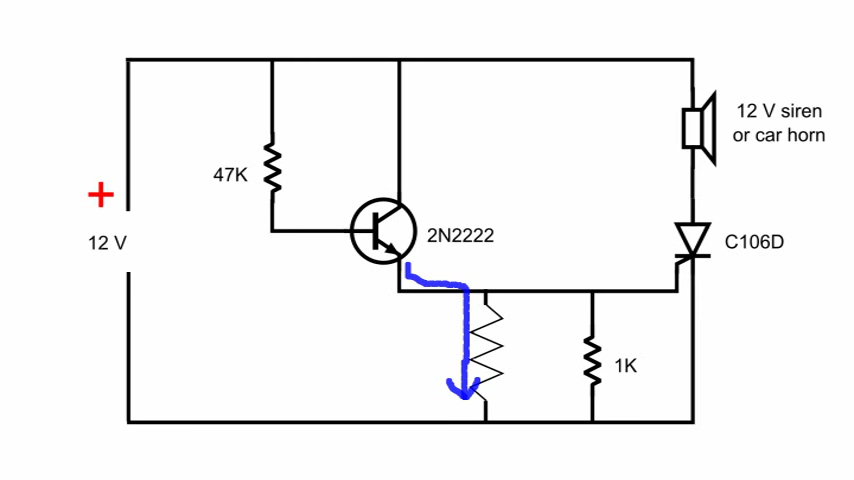 12 V siren
or car horn
47K
+
12 V
2N2222
C106D
1K